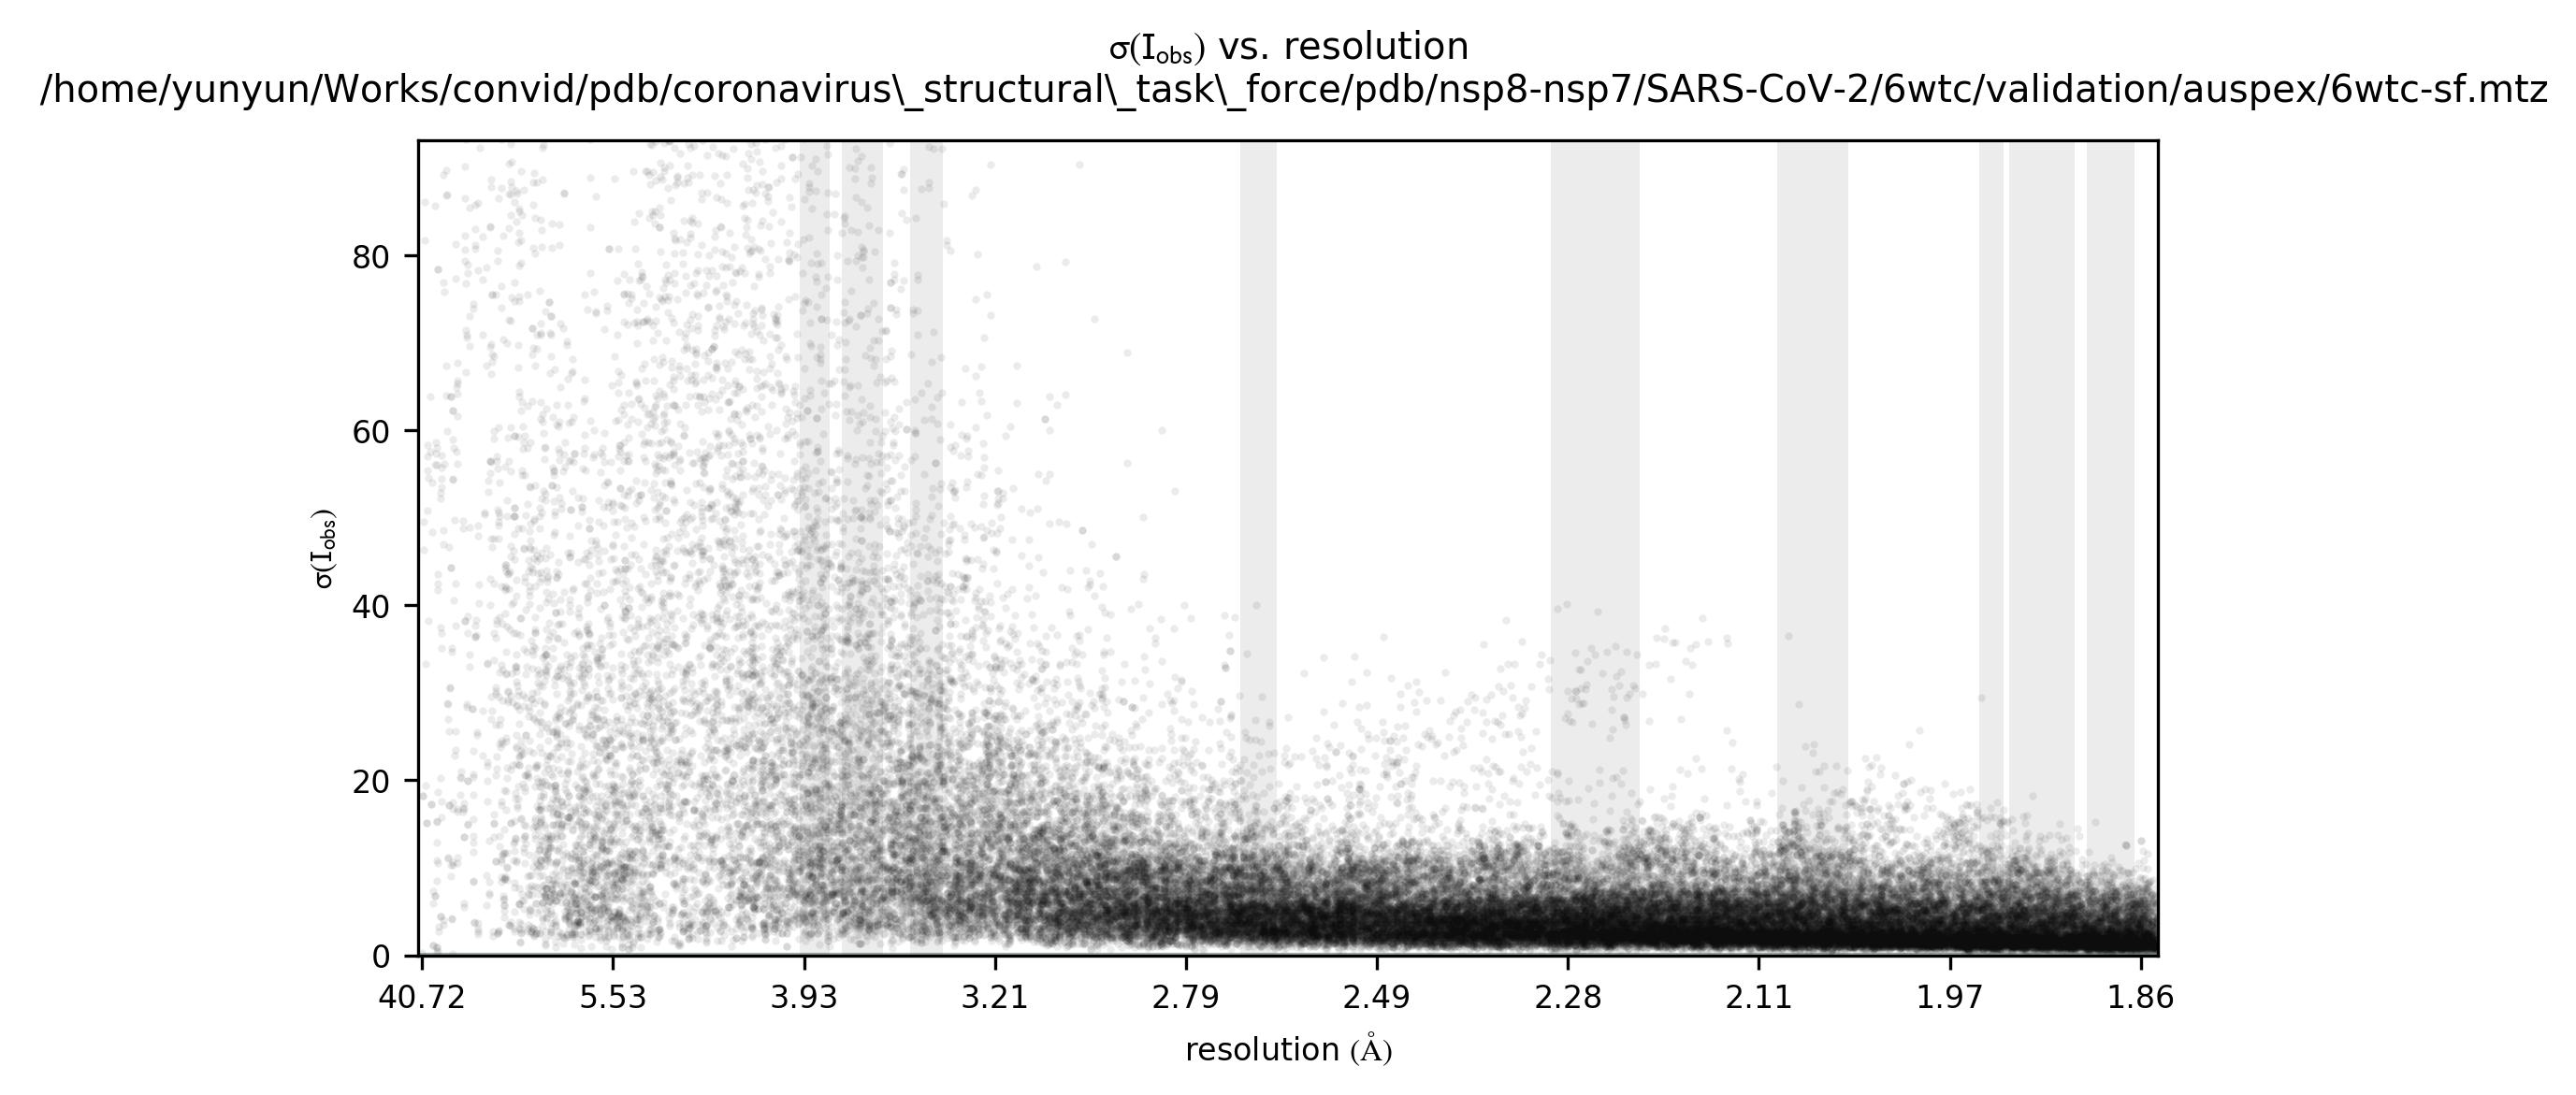 σ(I_obs) vs. resolution
/home/yunyun/Works/convid/pdb/coronavirus\_structural\_task\_force/pdb/nsp8-nsp7/SARS-CoV-2/6wtc/validation/auspex/6wtc-sf.mtz
80
60
40
20
0
σ(I_obs)
40.72 5.53 3.93 3.21 2.79 2.49 2.28 2.11 1.97 1.86
resolution (Å)